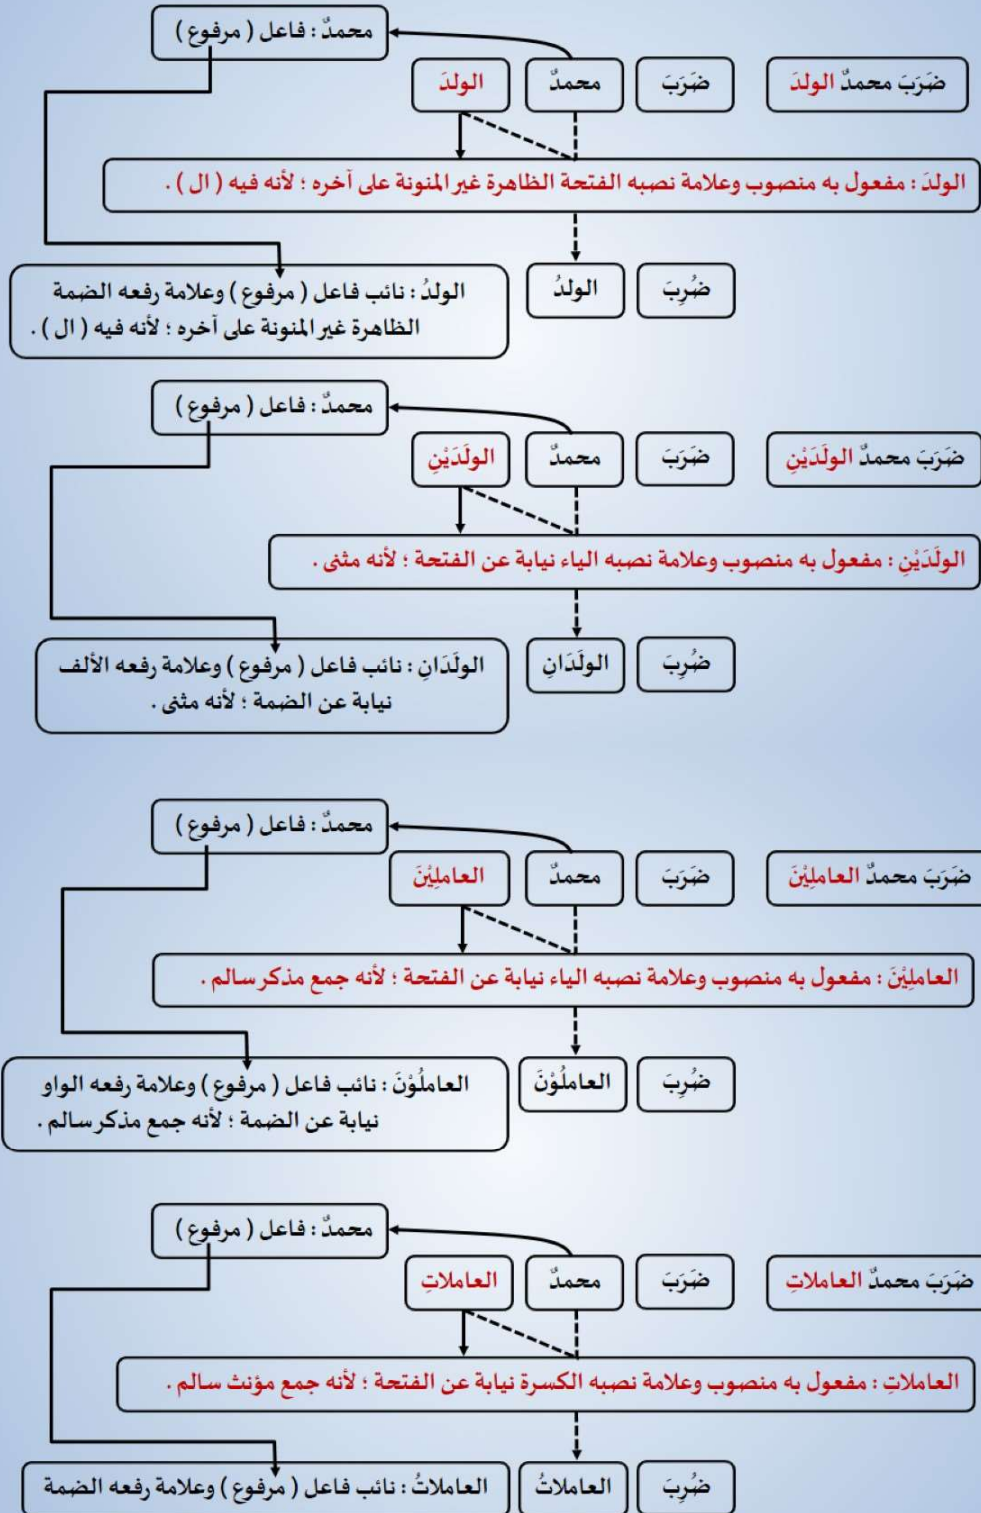 محمدٌ : فاعل ( مرفوع )
ضَرَبَ محمدٌ الولدَ
ضَرَبَ
محمدٌ
الولدَ
الولدَ : مفعول به منصوب وعلامة نصبه الفتحة الظاهرة غير المنونة على آخره ؛ لأنه فيه ( ال ) .
ضُرِبَ
الولدُ
الولدُ : نائب فاعل ( مرفوع ) وعلامة رفعه الضمة
الظاهرة غير المنونة على آخره ؛ لأنه فيه ( ال ) .
محمدٌ : فاعل ( مرفوع )
ضَرَبَ محمدٌ الولَدَيْنِ
ضَرَبَ
محمدٌ
الولَدَيْنِ
الولَدَيْنِ : مفعول به منصوب وعلامة نصبه الياء نيابة عن الفتحة ؛ لأنه مثنى .
ضُرِبَ
الولَدَانِ
الولَدَانِ : نائب فاعل ( مرفوع ) وعلامة رفعه الألف
نيابة عن الضمة ؛ لأنه مثنى .
محمدٌ : فاعل ( مرفوع )
ضَرَبَ محمدٌ العاملِيْنَ
ضَرَبَ
محمدٌ
العاملِيْنَ
العاملِيْنَ : مفعول به منصوب وعلامة نصبه الياء نيابة عن الفتحة ؛ لأنه جمع مذكر سالم .
ضُرِبَ
العاملُوْنَ
العاملُوْنَ : نائب فاعل ( مرفوع ) وعلامة رفعه الواو
نيابة عن الضمة ؛ لأنه جمع مذكر سالم .
محمدٌ : فاعل ( مرفوع )
ضَرَبَ محمدٌ العاملاتِ
ضَرَبَ
محمدٌ
العاملاتِ
العاملاتِ : مفعول به منصوب وعلامة نصبه الكسرة نيابة عن الفتحة ؛ لأنه جمع مؤنث سالم .
ضُرِبَ
العاملاتُ
العاملاتُ : نائب فاعل ( مرفوع ) وعلامة رفعه الضمة